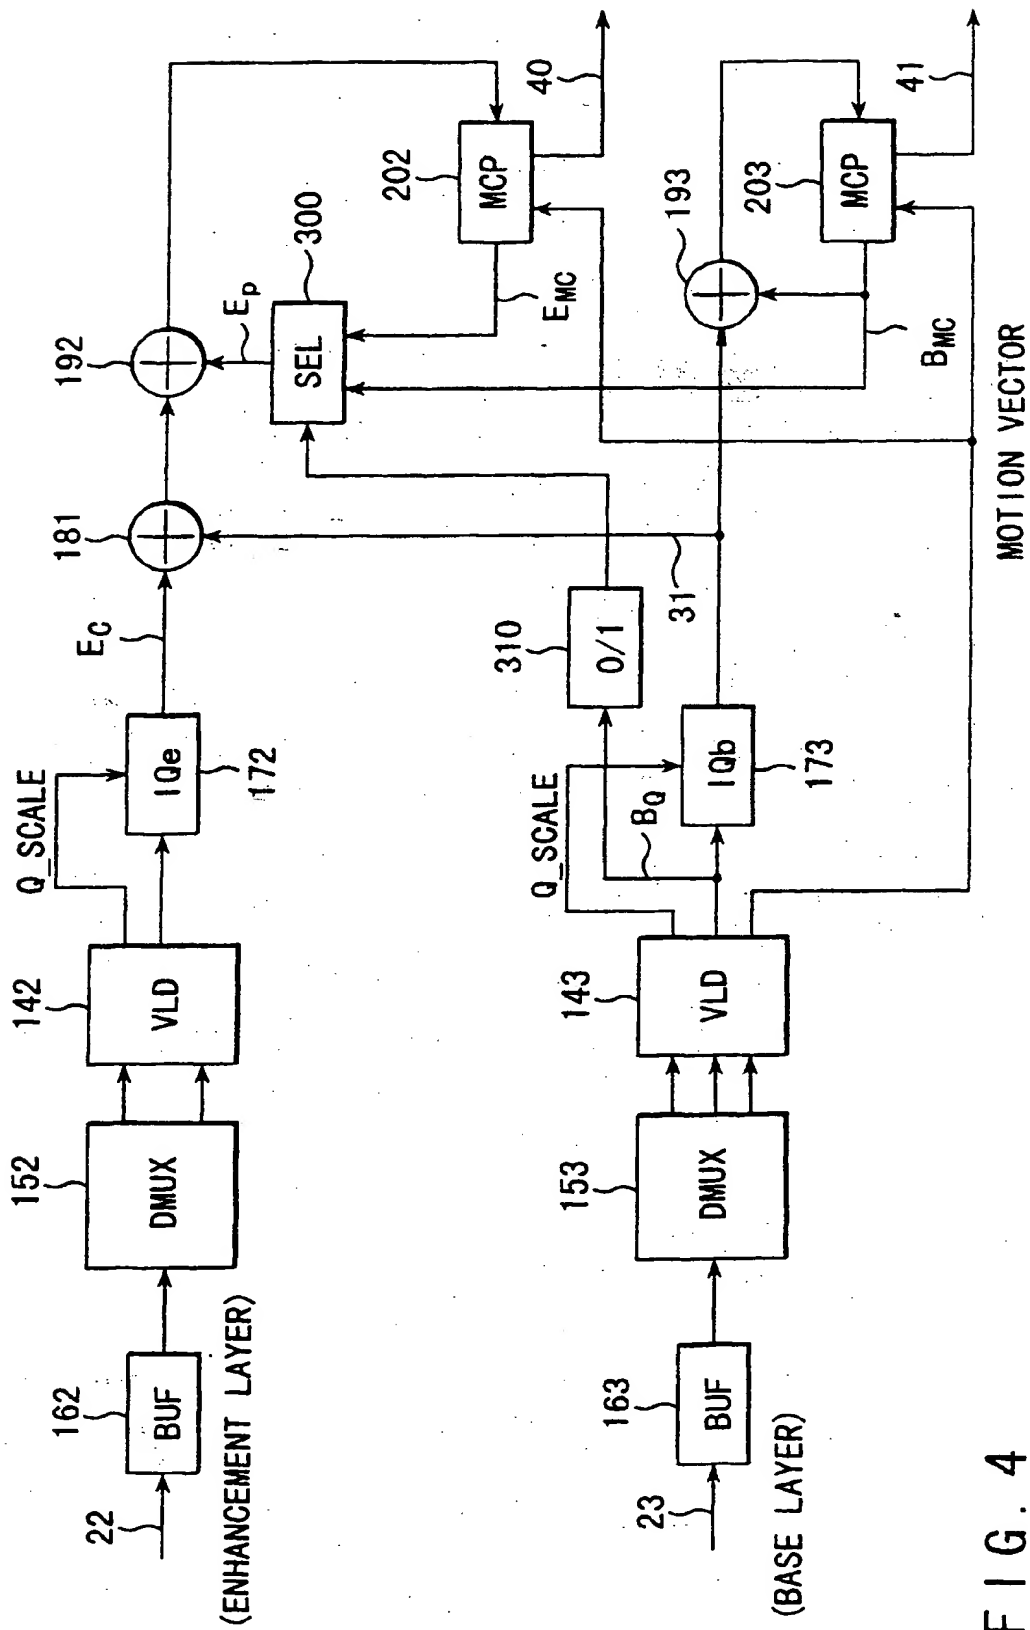 22
162
BUF
(ENHANCEMENT LAYER)
152
DMUX
142
VLD
Q_SCALE
IQe
172
EC
181
192
EP
300
SEL
EMC
202
MCP
40
23
163
BUF
(BASE LAYER)
153
DMUX
143
VLD
Q_SCALE
BQ
IQb
173
310
0/1
31
193
203
MCP
BMC
41
MOTION VECTOR
FIG. 4